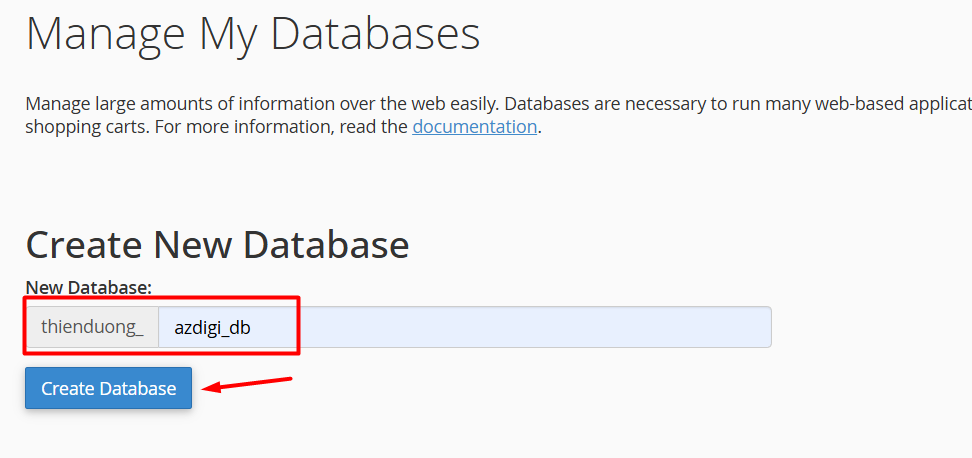 Manage My Databases
Manage large amounts of information over the web easily. Databases are necessary to run many web-based applicat
shopping carts. For more information, read the documentation.
Create New Database
New Database:
thienduong_ azdigi_db
Create Database